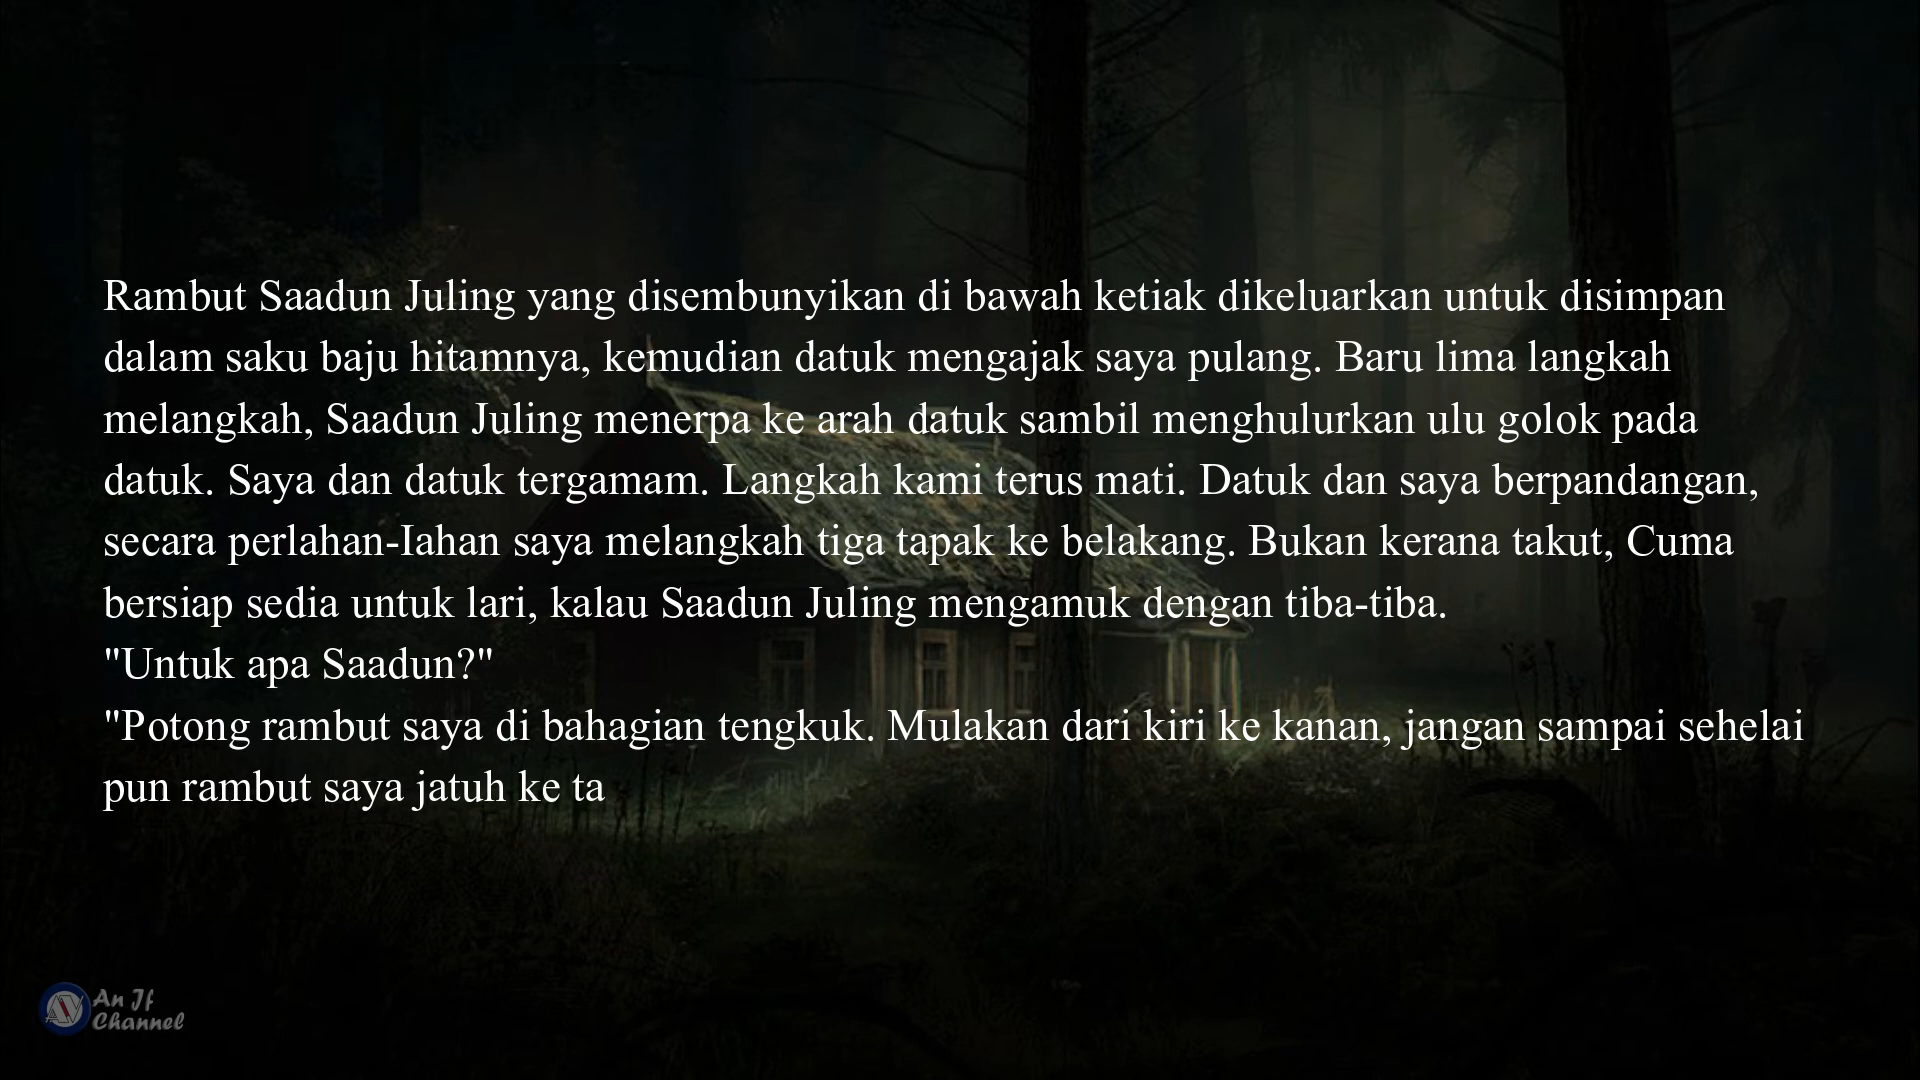 Rambut Saadun Juling yang disembunyikan di bawah ketiak dikeluarkan untuk disimpan
dalam saku baju hitamnya, kemudian datuk mengajak saya pulang. Baru lima langkah
melangkah, Saadun Juling menerpa ke arah datuk sambil menghulurkan ulu golok pada
datuk. Saya dan datuk tergamam. Langkah kami terus mati. Datuk dan saya berpandangan,
secara perlahan-Iahan saya melangkah tiga tapak ke belakang. Bukan kerana takut, Cuma
bersiap sedia untuk lari, kalau Saadun Juling mengamuk dengan tiba-tiba.
"Untuk apa Saadun?"
"Potong rambut saya di bahagian tengkuk. Mulakan dari kiri ke kanan, jangan sampai sehelai
pun rambut saya jatuh ke ta
An If
Channel